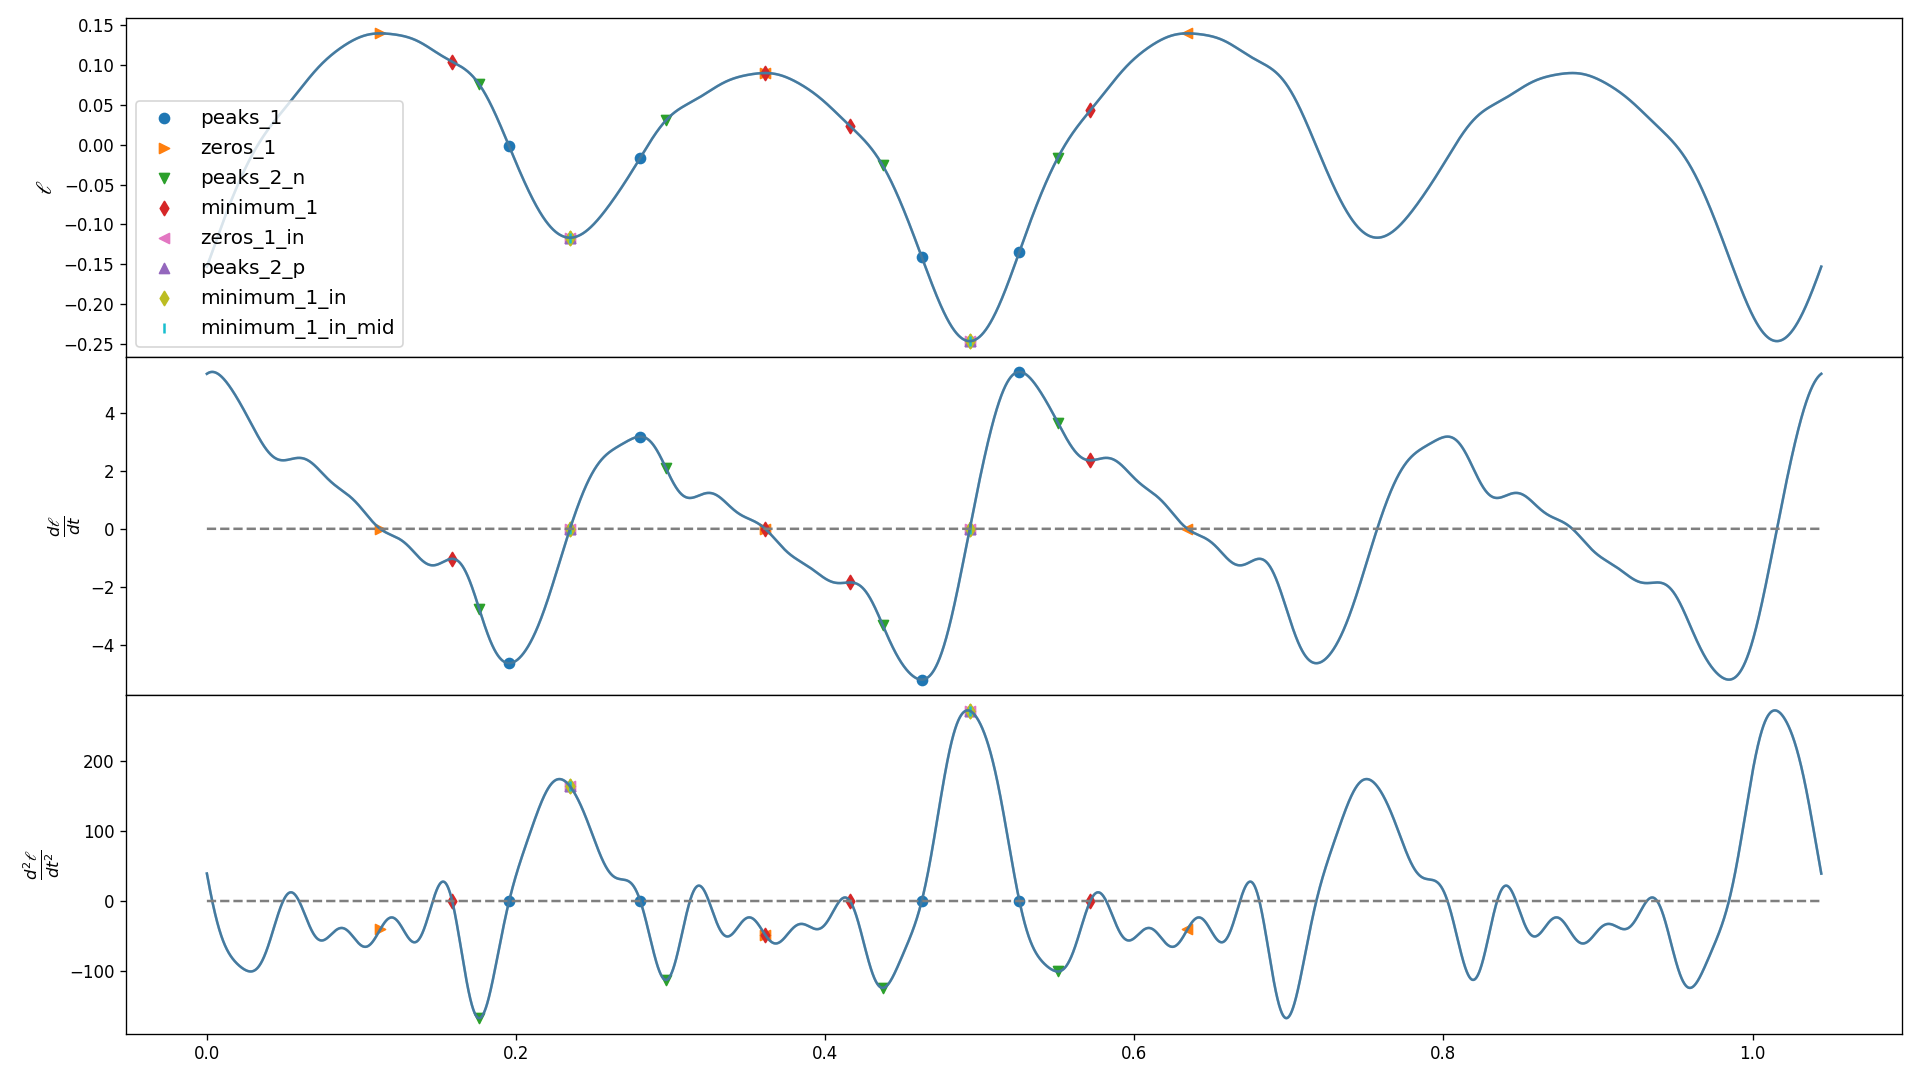 0.15
0.10
0.05
0.00
−0.05
−0.10
−0.15
−0.20
−0.25
ℓ
peaks_1
zeros_1
peaks_2_n
minimum_1
zeros_1_in
peaks_2_p
minimum_1_in
minimum_1_in_mid
4
2
0
−2
−4
dℓ
dt
200
100
0
−100
d²ℓ
dt²
0.0 0.2 0.4 0.6 0.8 1.0